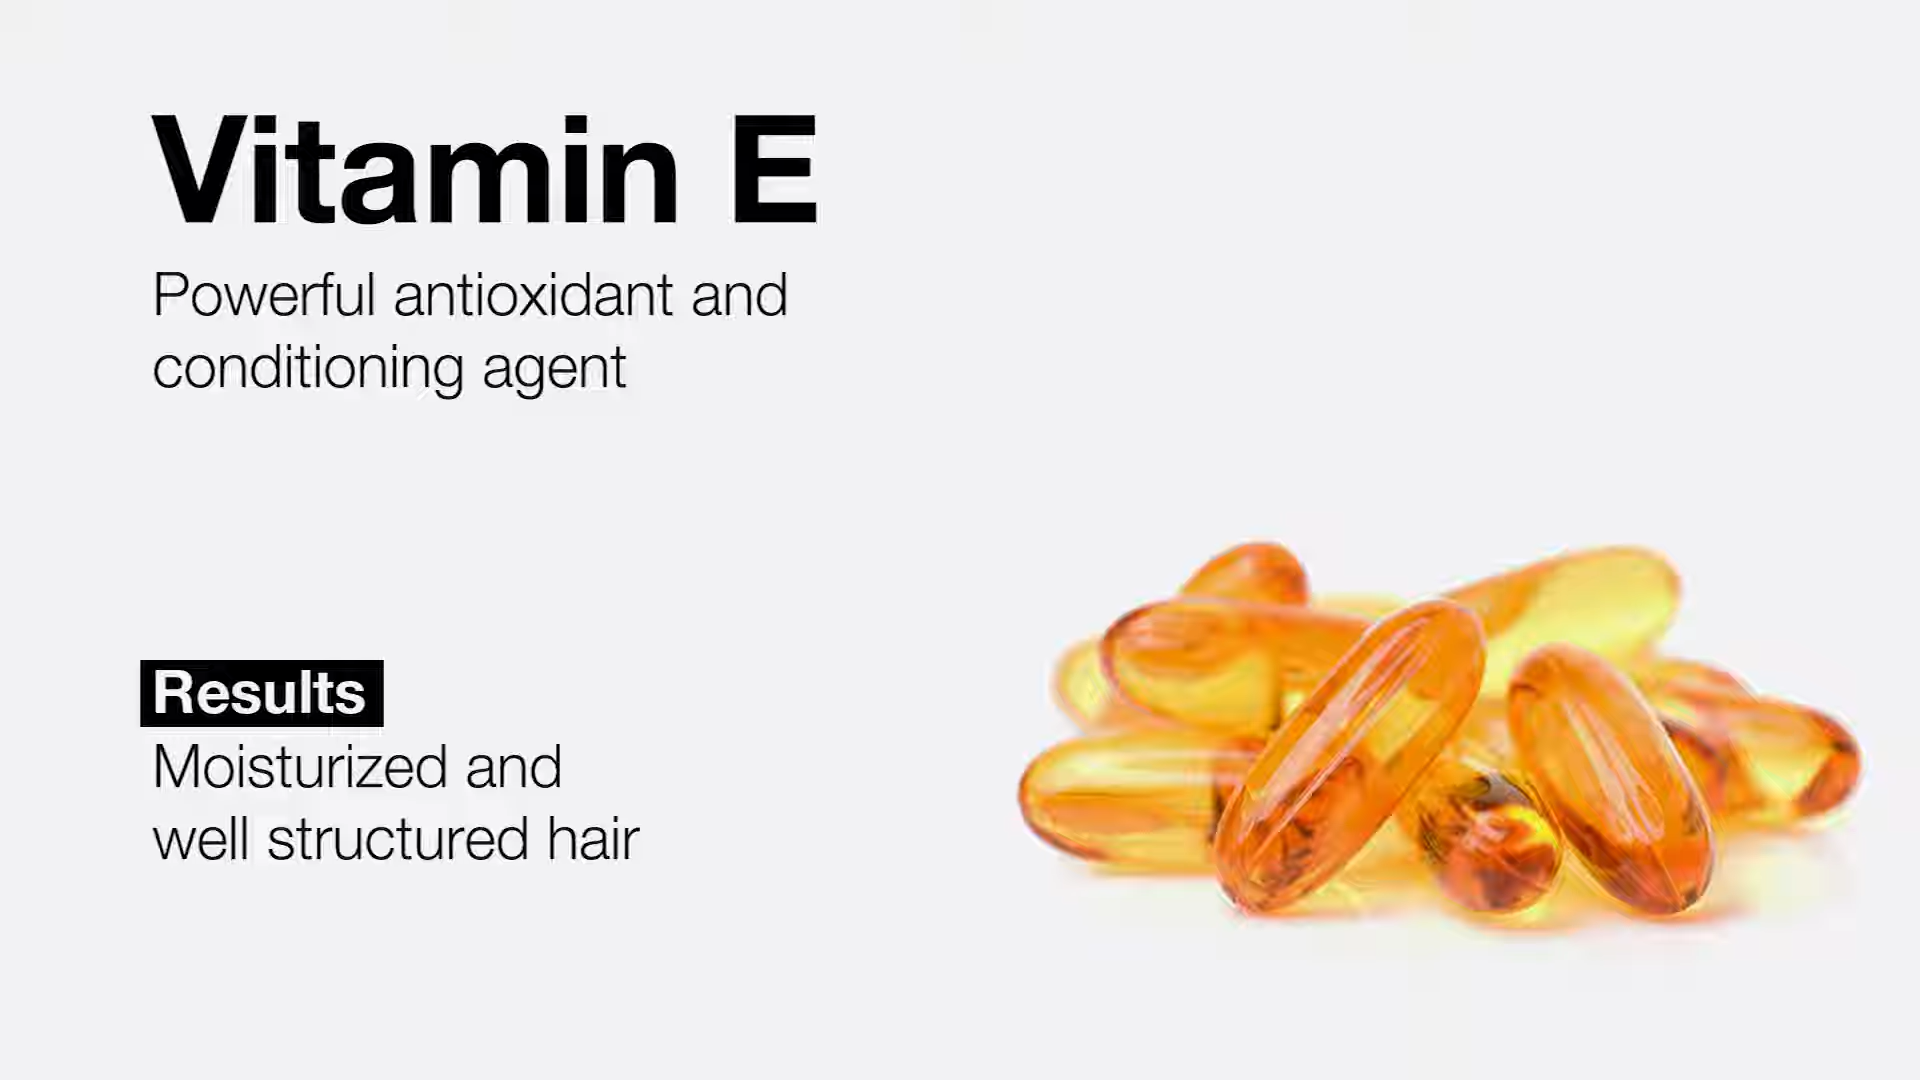 Vitamin E
Powerful antioxidant and
conditioning agent
Results
Moisturized and
well structured hair